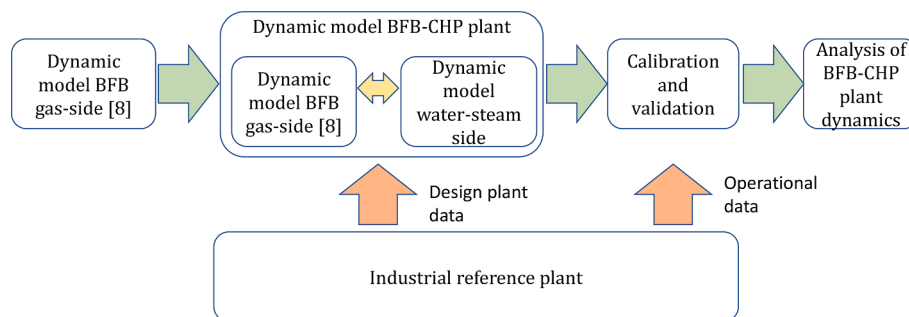 Dynamic
model BFB
gas-side [8]
Dynamic model BFB-CHP plant
Dynamic
model BFB
gas-side [8]
Dynamic
model
water-steam
side
Calibration
and
validation
Analysis of
BFB-CHP
plant
dynamics
Design plant
data
Operational
data
Industrial reference plant